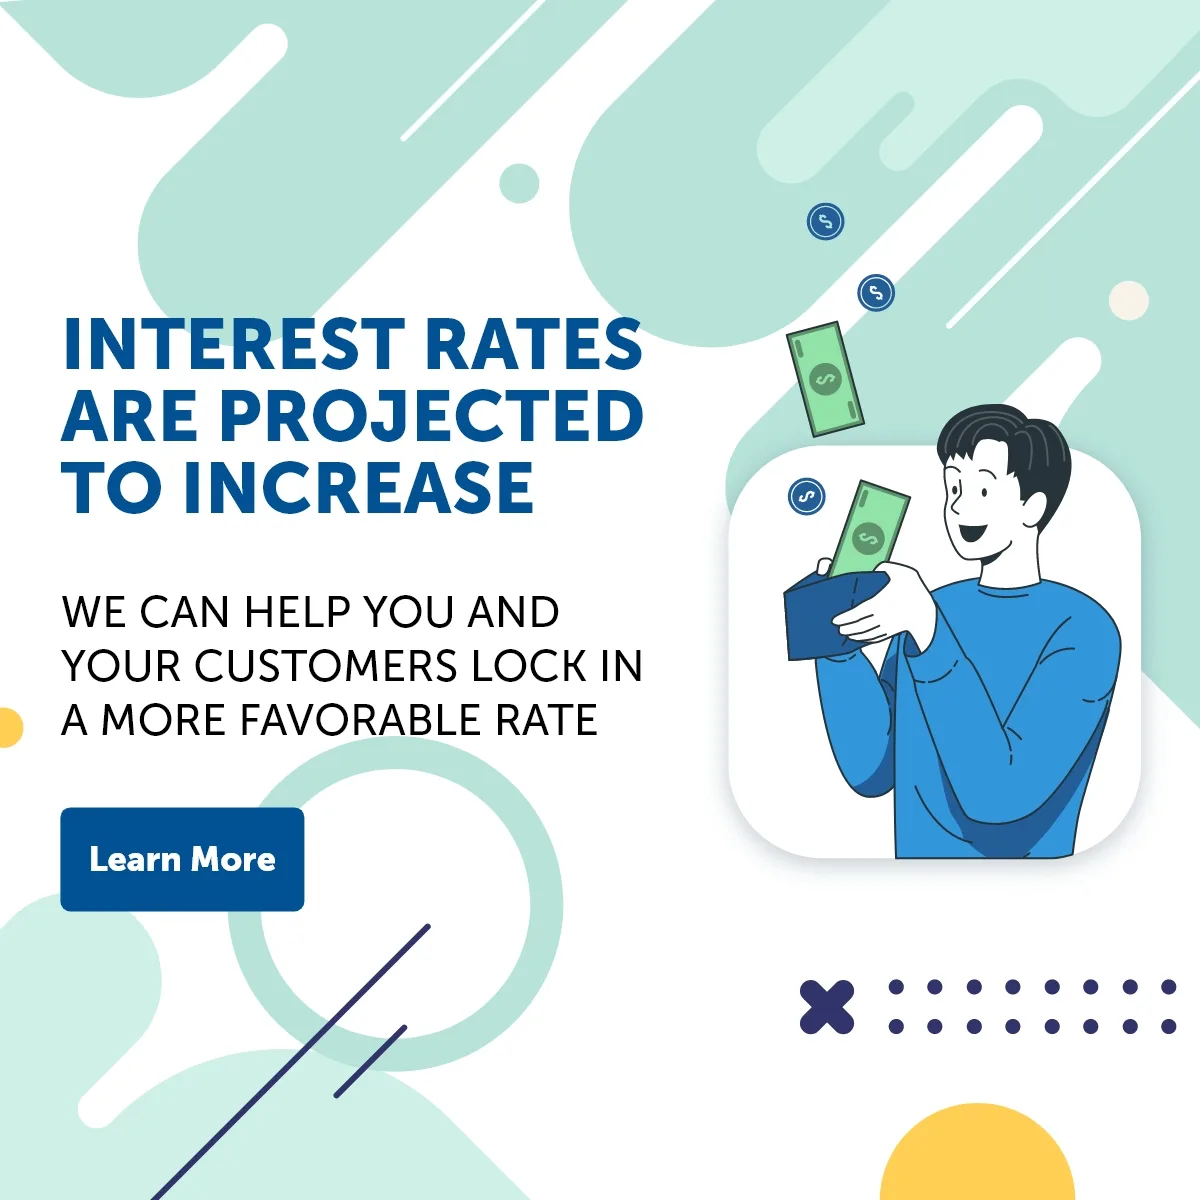 INTEREST RATES
ARE PROJECTED
TO INCREASE
WE CAN HELP YOU AND
YOUR CUSTOMERS LOCK IN
A MORE FAVORABLE RATE
Learn More